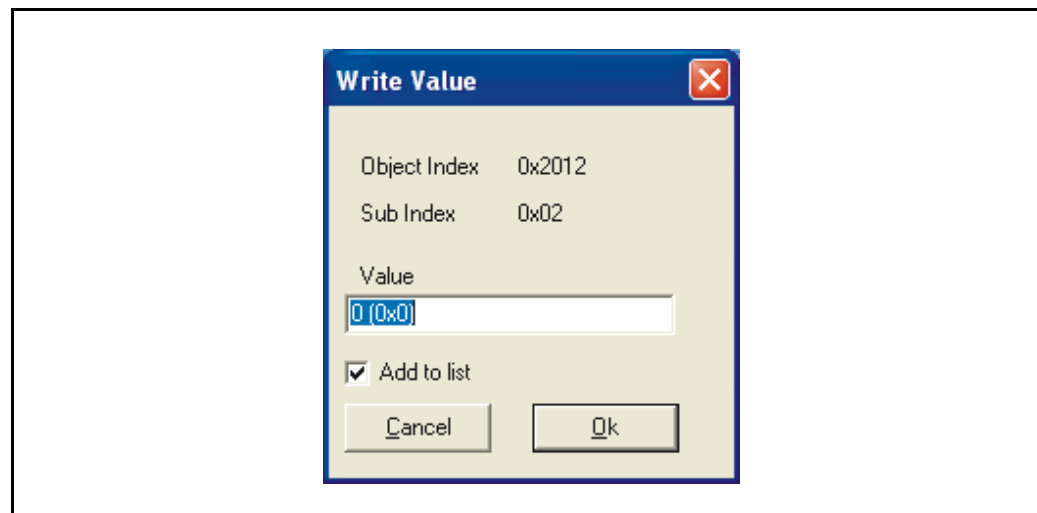 Write Value
Object Index 0x2012
Sub Index 0x02
Value
0 (0x0)
Add to list
Cancel Ok